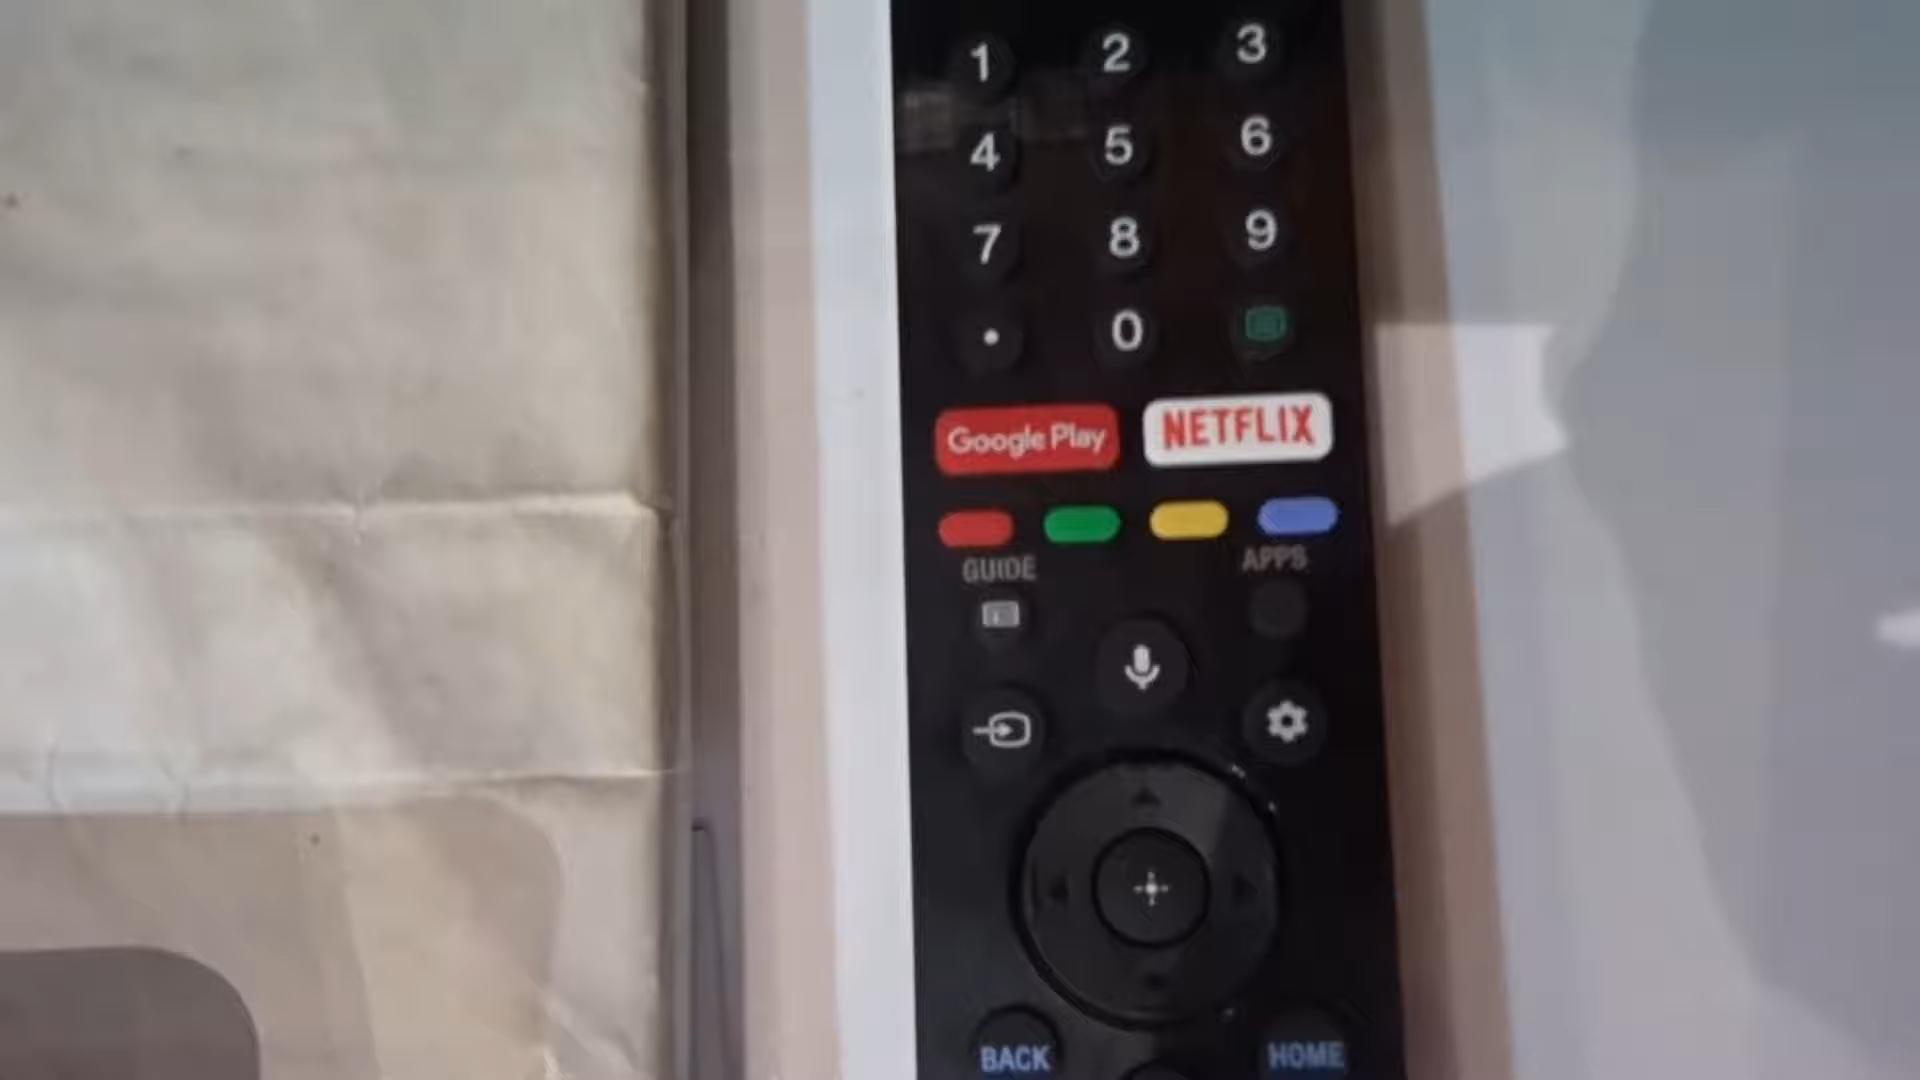 1 2 3
4 5 6
7 8 9
. 0
Google Play NETFLIX
GUIDE APPS
BACK HOME